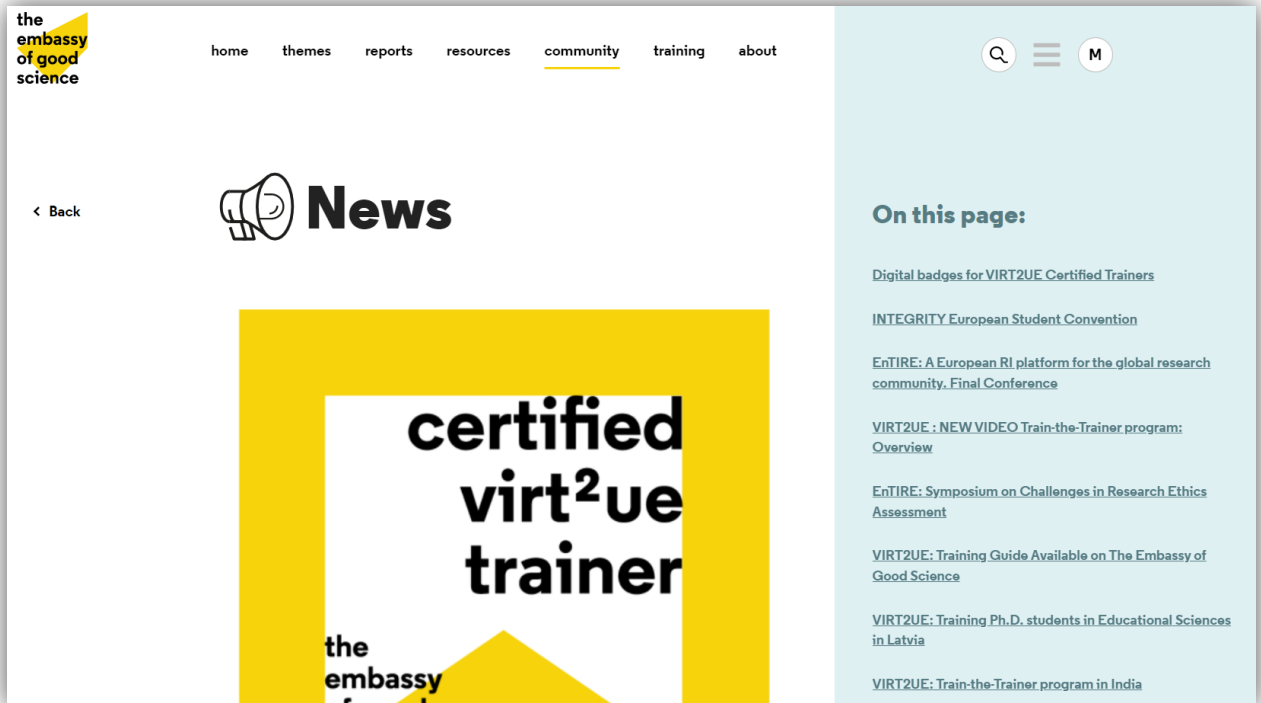 the
embassy
of good
science
home themes reports resources community training about
M
Back
News
certified
virt²ue
trainer
the
embassy
On this page:
Digital badges for VIRT2UE Certified Trainers
INTEGRITY European Student Convention
EnTIRE: A European RI platform for the global research
community. Final Conference
VIRT2UE : NEW VIDEO Train-the-Trainer program:
Overview
EnTIRE: Symposium on Challenges in Research Ethics
Assessment
VIRT2UE: Training Guide Available on The Embassy of
Good Science
VIRT2UE: Training Ph.D. students in Educational Sciences
in Latvia
VIRT2UE: Train-the-Trainer program in India